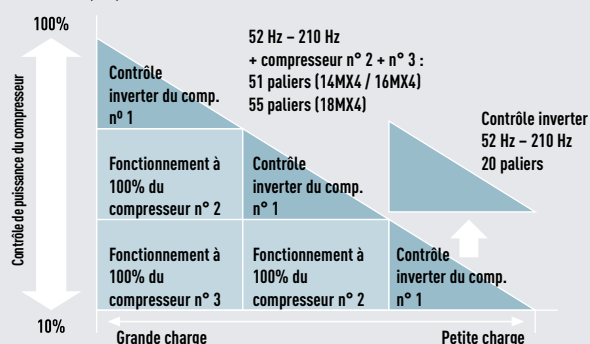 100%
Contrôle de puissance du compresseur
10%
52 Hz – 210 Hz
+ compresseur n° 2 + n° 3 :
51 paliers (14MX4 / 16MX4)
55 paliers (18MX4)
Contrôle
inverter du comp.
nº 1
Contrôle inverter
52 Hz – 210 Hz
20 paliers
Fonctionnement à
100% du
compresseur n° 2
Contrôle
inverter du comp.
n° 1
Fonctionnement à
100% du
compresseur n° 3
Fonctionnement à
100% du
compresseur n° 2
Contrôle
inverter du comp.
n° 1
Grande charge
Petite charge